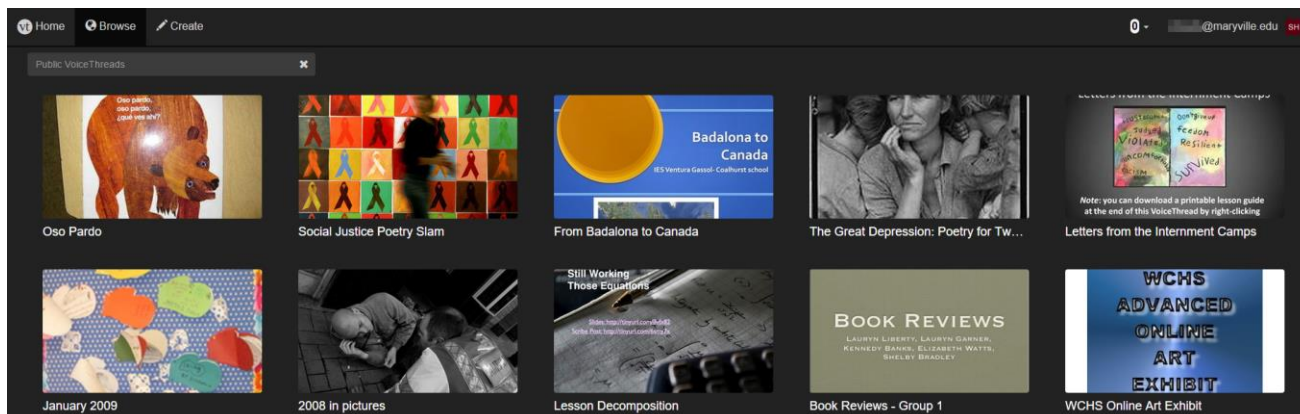 vt Home Browse Create 0 @maryville.edu SH
Public VoiceThreads
Oso pardo,
oso pardo,
¿qué ves ahí?
Badalona to
Canada
IES Ventura Gassol- Coalhurst school
Letters from the Internment Camps
Judged
Violated
freedom
Resilient
Survived
Note: you can download a printable lesson guide
at the end of this VoiceThread by right-clicking
Oso Pardo
Social Justice Poetry Slam
From Badalona to Canada
The Great Depression: Poetry for Tw…
Letters from the Internment Camps
Still Working
Those Equations
BOOK REVIEWS
LAURYN LIBERTY, LAURYN GARNER,
KENNEDY BANKS, ELIZABETH WATTS,
SHELBY BRADLEY
WCHS
ADVANCED
ONLINE
ART
EXHIBIT
January 2009
2008 in pictures
Lesson Decomposition
Book Reviews - Group 1
WCHS Online Art Exhibit